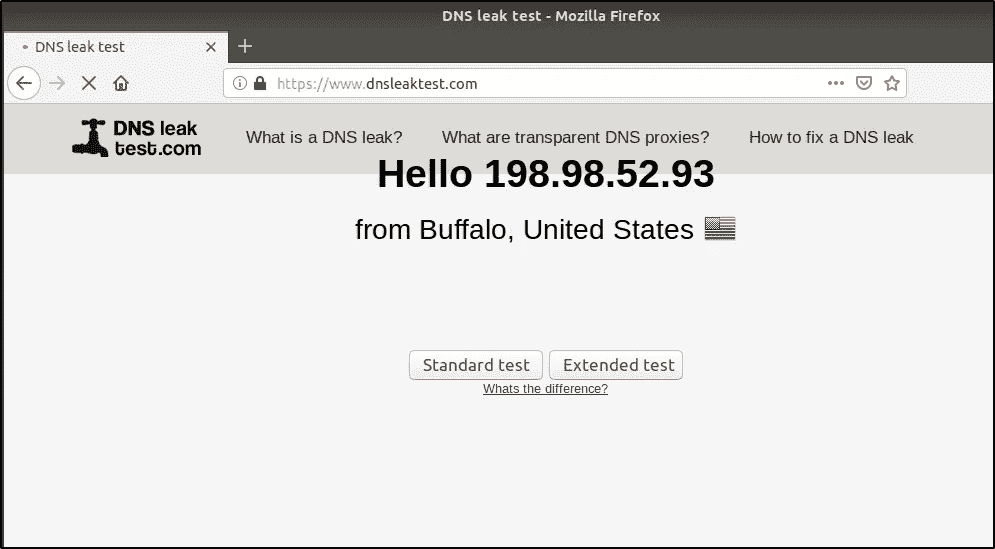 DNS leak test - Mozilla Firefox
DNS leak test
https://www.dnsleaktest.com
DNS leak
test.com
What is a DNS leak? What are transparent DNS proxies? How to fix a DNS leak
Hello 198.98.52.93
from Buffalo, United States
Standard test Extended test
Whats the difference?